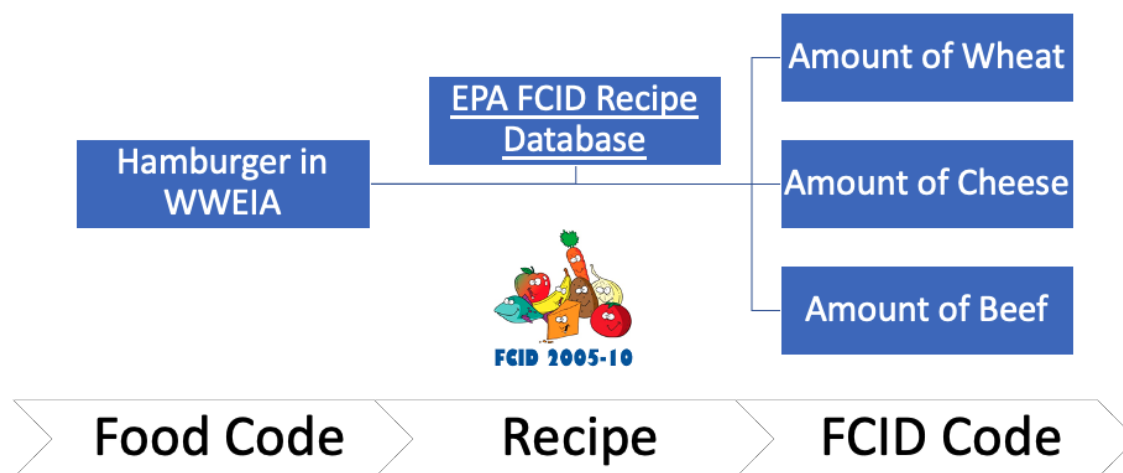 Hamburger in
WWEIA
EPA FCID Recipe
Database
Amount of Wheat
Amount of Cheese
Amount of Beef
FCID 2005-10
Food Code
Recipe
FCID Code